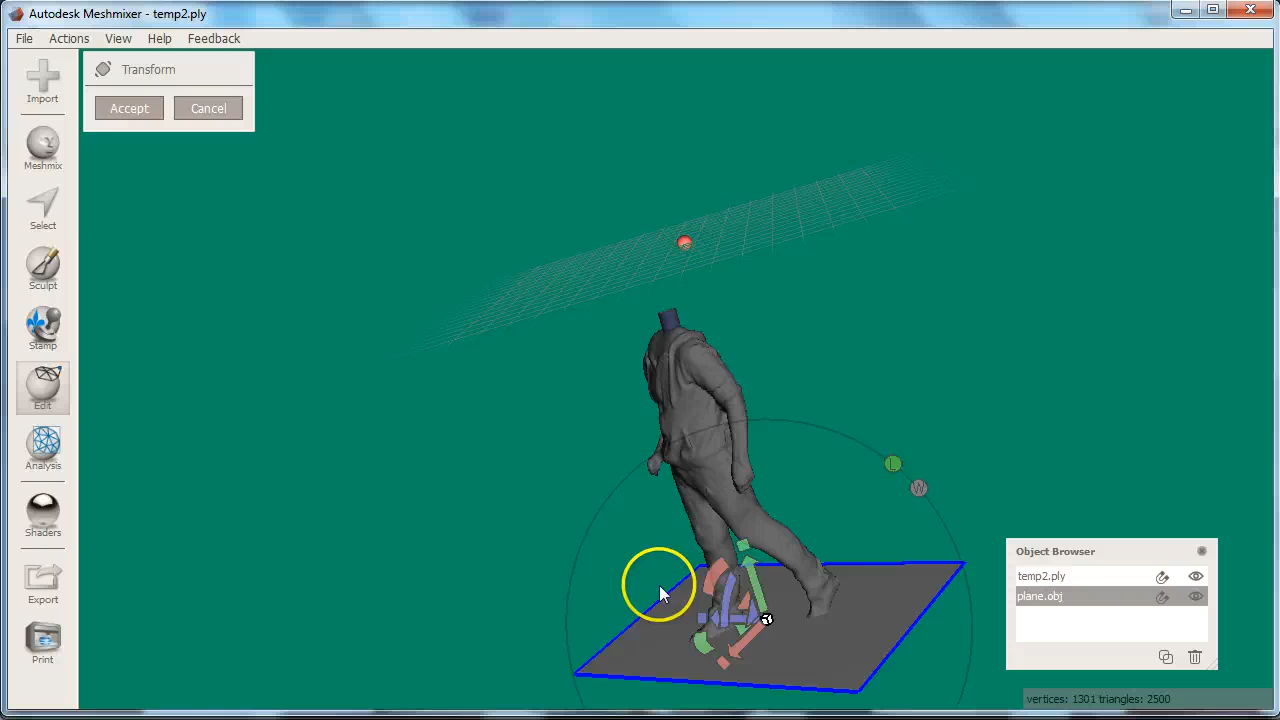 Autodesk Meshmixer - temp2.ply
File Actions View Help Feedback
Transform
Accept Cancel
Import
Meshmix
Select
Sculpt
Stamp
Edit
Analysis
Shaders
Export
Print
L
W
Object Browser
temp2.ply
plane.obj
vertices: 1301 triangles: 2500